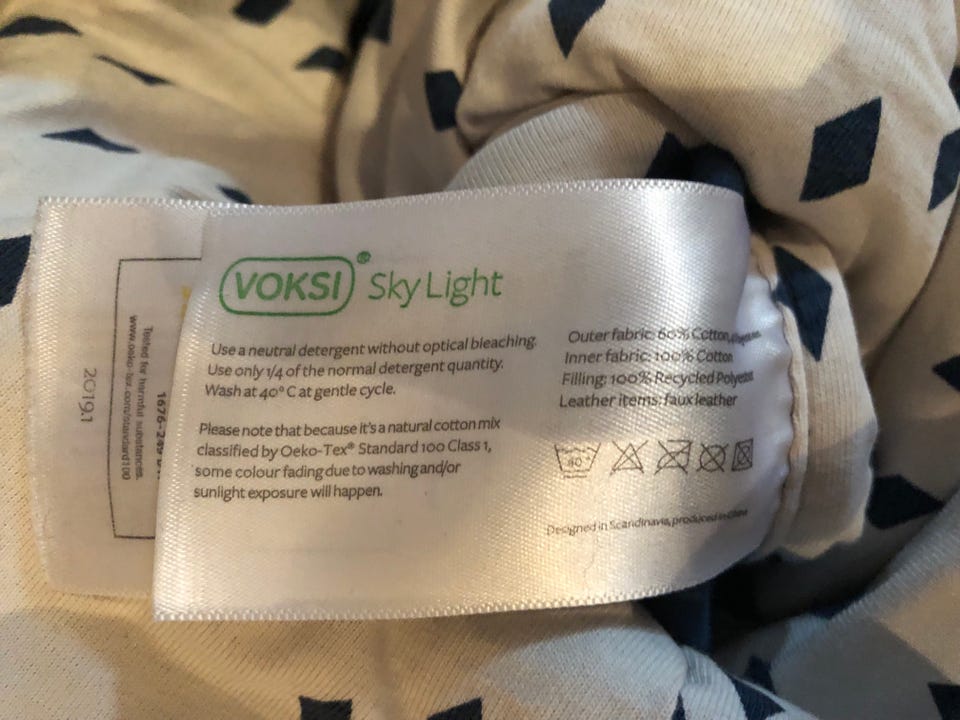 VOKSI® Sky Light
Use a neutral detergent without optical bleaching.
Use only 1/4 of the normal detergent quantity.
Wash at 40° C at gentle cycle.
Please note that because it's a natural cotton mix
classified by Oeko-Tex® Standard 100 Class 1,
some colour fading due to washing and/or
sunlight exposure will happen.
Outer fabric: 60% Cotton,
Inner fabric: 100% Cotton
Filling: 100% Recycled Polyester
Leather items: faux leather
40
Designed in Scandinavia, produced in China
1676-249
Tested for harmful substances.
www.oeko-tex.com/standard100
2019.1